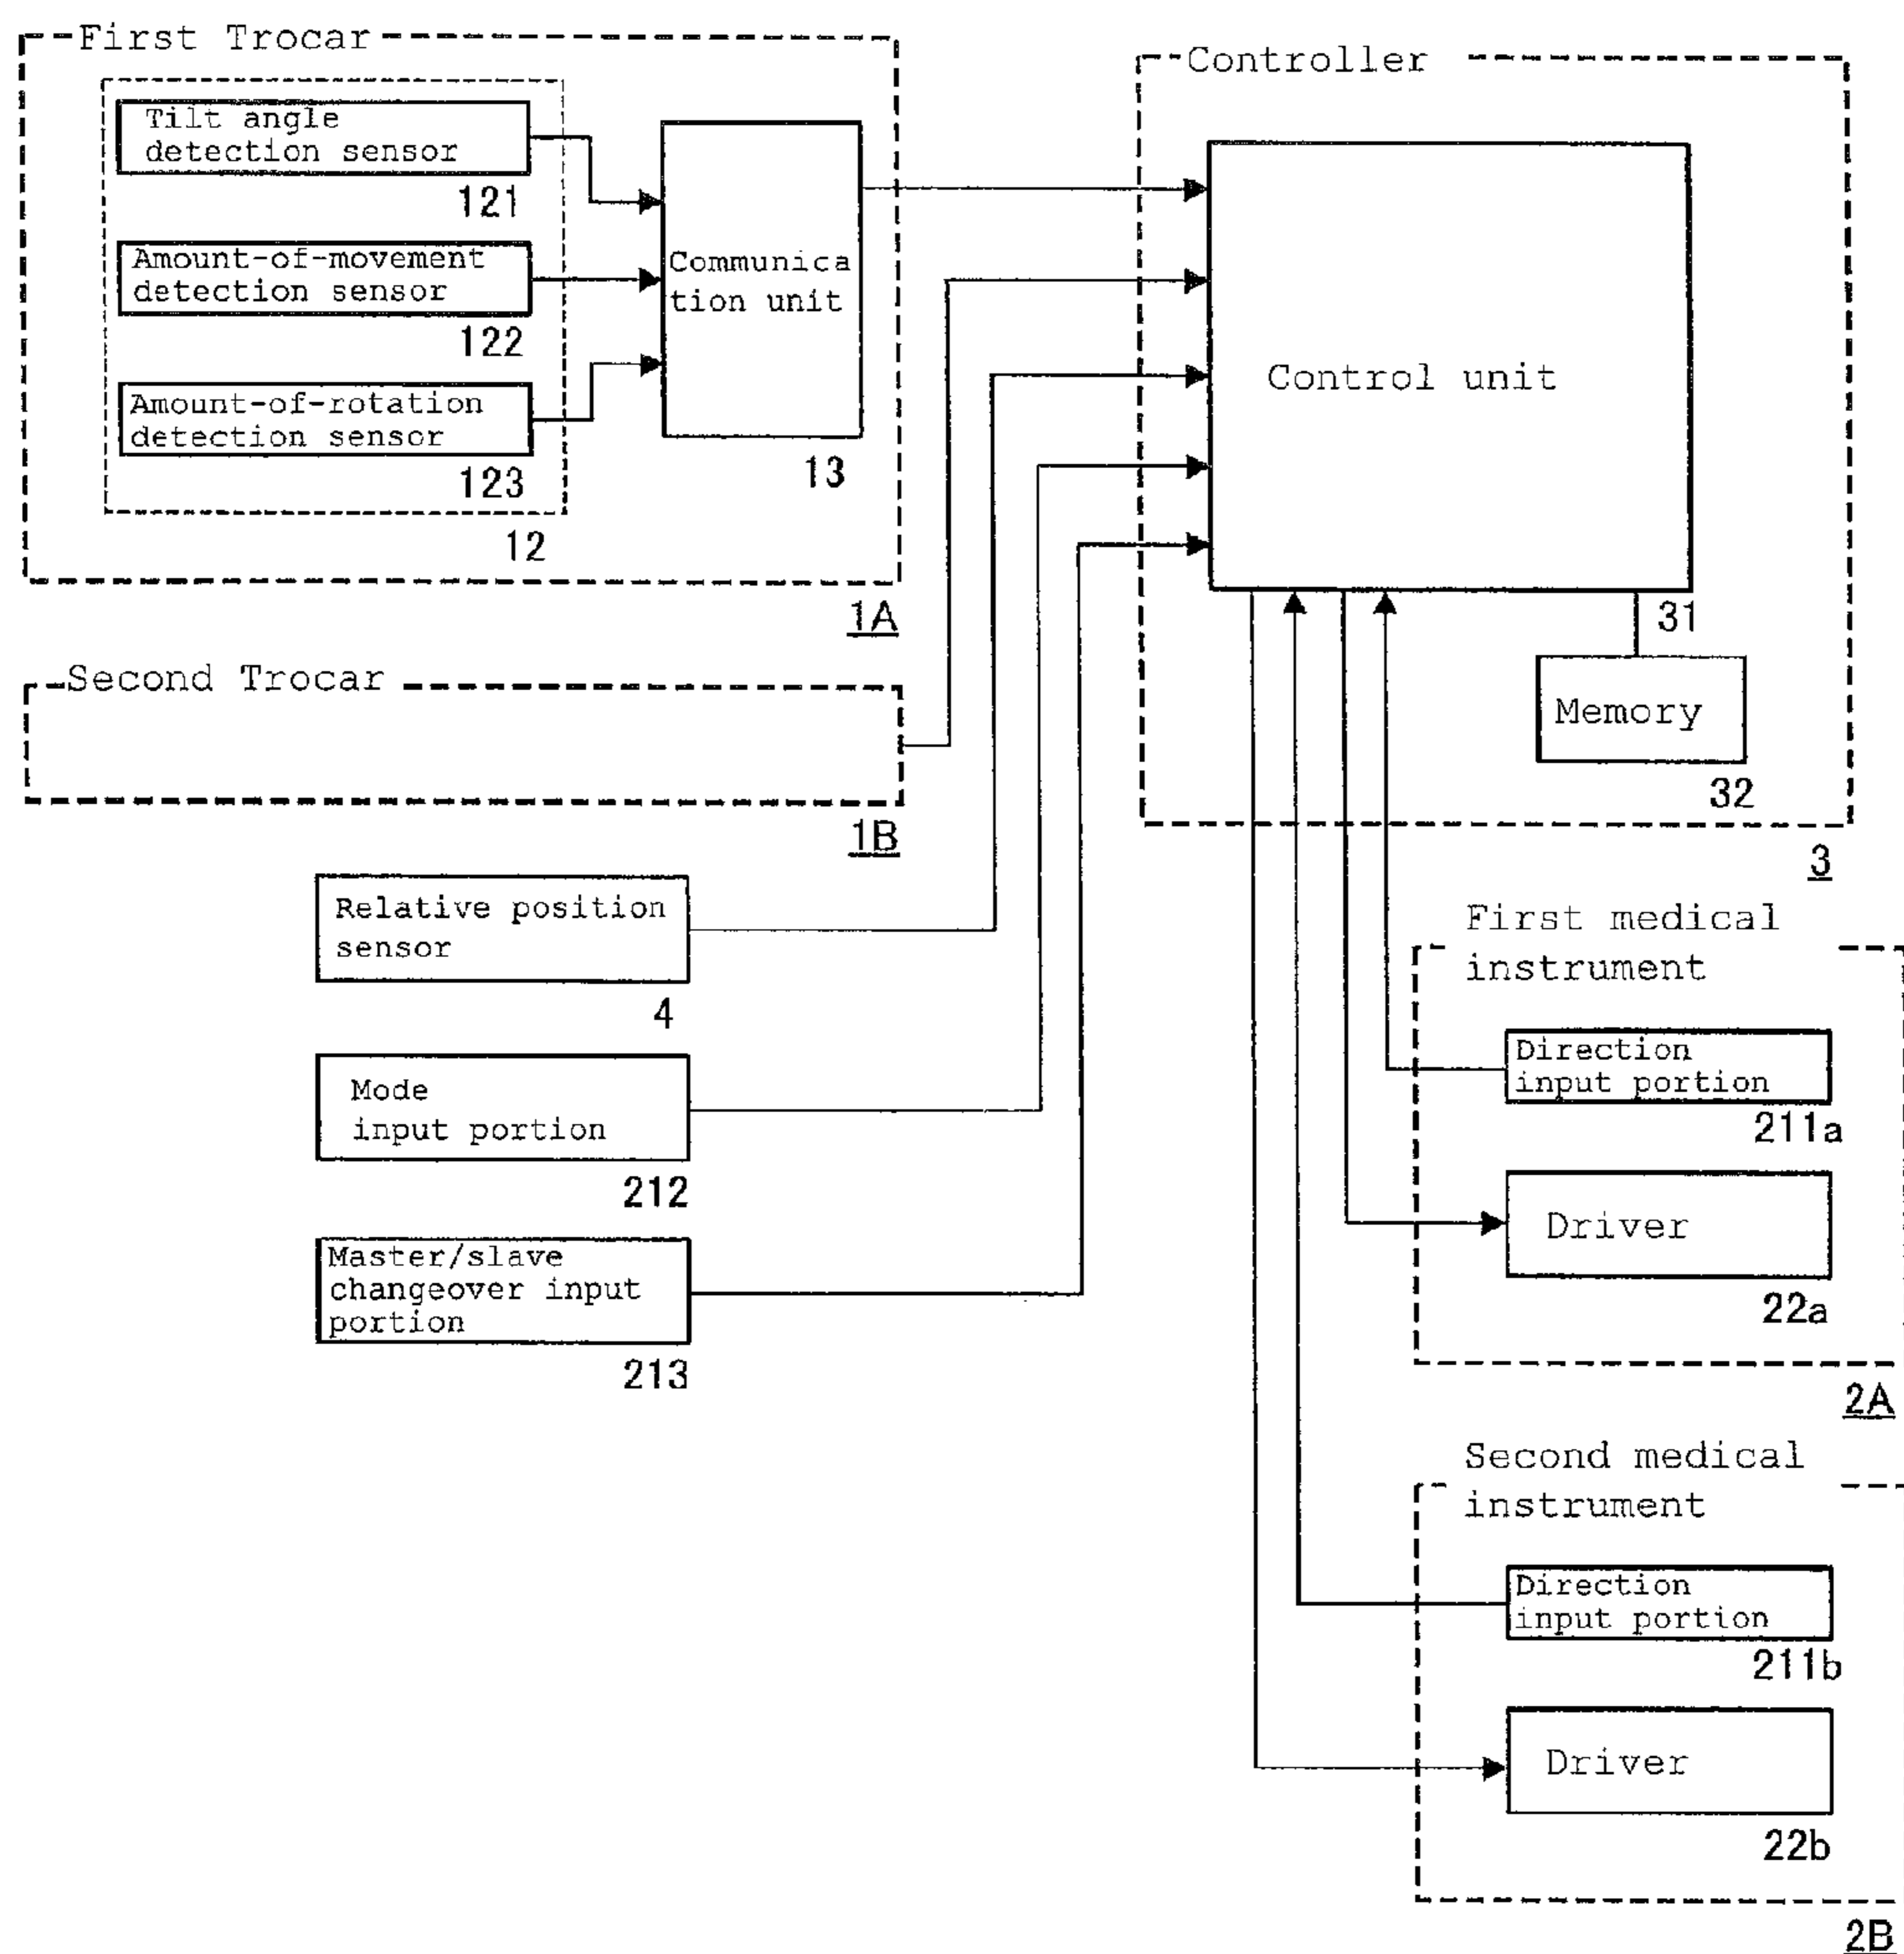 First Trocar
Tilt angle
detection sensor
121
Amount-of-movement
detection sensor
122
Amount-of-rotation
detection sensor
123
12
Communica
tion unit
13
1A
Second Trocar
1B
Relative position
sensor
4
Mode
input portion
212
Master/slave
changeover input
portion
213
Controller
Control unit
31
Memory
32
3
First medical
instrument
Direction
input portion
211a
Driver
22a
2A
Second medical
instrument
Direction
input portion
211b
Driver
22b
2B